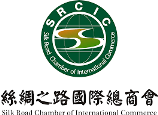 SRCIC
Silk Road Chamber of International Commerce
絲綢之路國際總商會
Silk Road Chamber of International Commerce